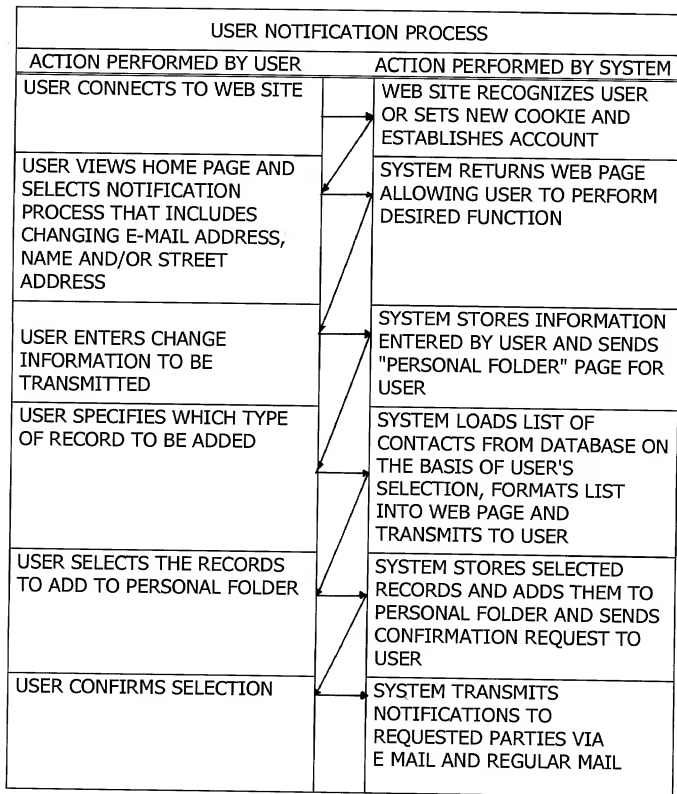 USER NOTIFICATION PROCESS
ACTION PERFORMED BY USER
ACTION PERFORMED BY SYSTEM
USER CONNECTS TO WEB SITE
WEB SITE RECOGNIZES USER
OR SETS NEW COOKIE AND
ESTABLISHES ACCOUNT
USER VIEWS HOME PAGE AND
SELECTS NOTIFICATION
PROCESS THAT INCLUDES
CHANGING E-MAIL ADDRESS,
NAME AND/OR STREET
ADDRESS
SYSTEM RETURNS WEB PAGE
ALLOWING USER TO PERFORM
DESIRED FUNCTION
USER ENTERS CHANGE
INFORMATION TO BE
TRANSMITTED
SYSTEM STORES INFORMATION
ENTERED BY USER AND SENDS
"PERSONAL FOLDER" PAGE FOR
USER
USER SPECIFIES WHICH TYPE
OF RECORD TO BE ADDED
SYSTEM LOADS LIST OF
CONTACTS FROM DATABASE ON
THE BASIS OF USER'S
SELECTION, FORMATS LIST
INTO WEB PAGE AND
TRANSMITS TO USER
USER SELECTS THE RECORDS
TO ADD TO PERSONAL FOLDER
SYSTEM STORES SELECTED
RECORDS AND ADDS THEM TO
PERSONAL FOLDER AND SENDS
CONFIRMATION REQUEST TO
USER
USER CONFIRMS SELECTION
SYSTEM TRANSMITS
NOTIFICATIONS TO
REQUESTED PARTIES VIA
E MAIL AND REGULAR MAIL